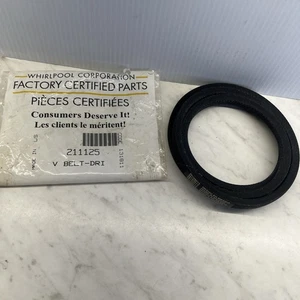 WHIRLPOOL CORPORATION
FACTORY CERTIFIED PARTS
PIÈCES CERTIFIÉES
Consumers Deserve It!
Les clients le méritent!
211125
V BELT-DRI